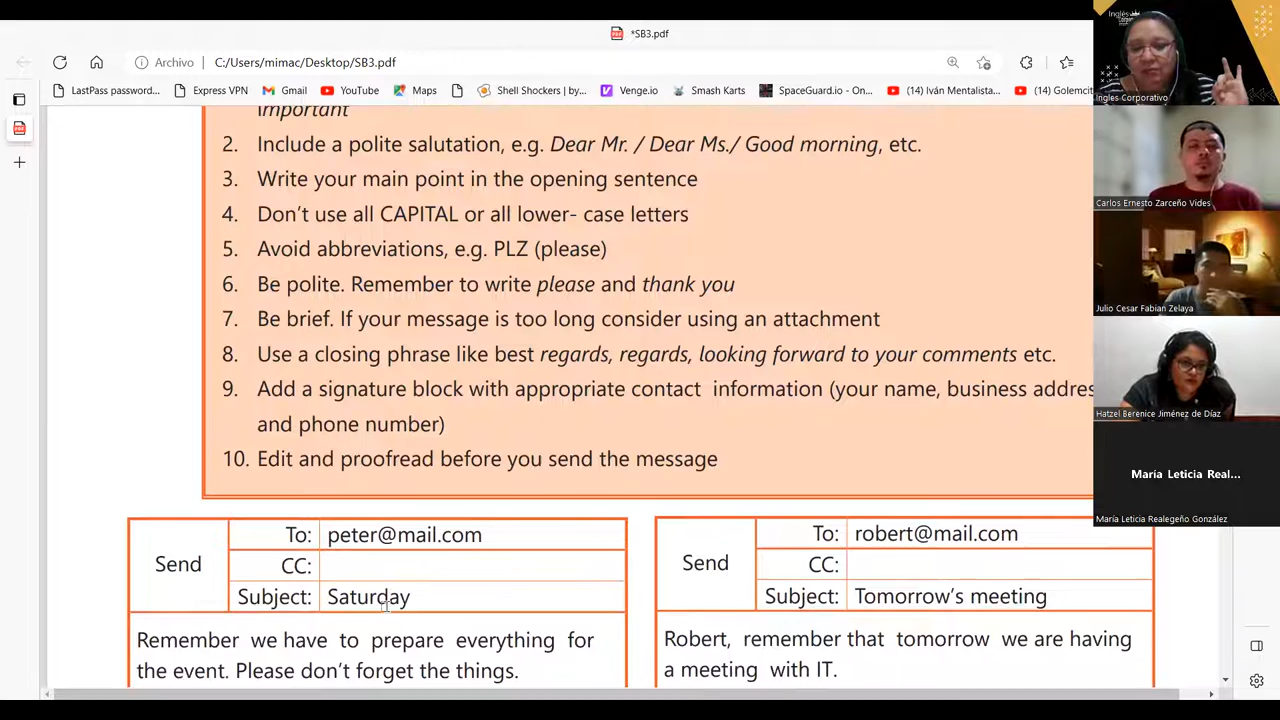 *SB3.pdf
Archivo
C:/Users/mimac/Desktop/SB3.pdf
LastPass password...
Express VPN
Gmail
YouTube
Maps
Shell Shockers |...
Venge.io
Smash Karts
SpaceGuard.io - On...
(14) Iván Mentalista...
(14) Golemcit
Important
2. Include a polite salutation, e.g. Dear Mr. / Dear Ms./ Good morning, etc.
3. Write your main point in the opening sentence
4. Don't use all CAPITAL or all lower- case letters
5. Avoid abbreviations, e.g. PLZ (please)
6. Be polite. Remember to write please and thank you
7. Be brief. If your message is too long consider using an attachment
8. Use a closing phrase like best regards, regards, looking forward to your comments etc.
9. Add a signature block with appropriate contact information (your name, business addres
and phone number)
10. Edit and proofread before you send the message
Send
To: peter@mail.com
CC:
Subject: Saturday
Remember we have to prepare everything for
the event. Please don't forget the things.
Send
To: robert@mail.com
CC:
Subject: Tomorrow's meeting
Robert, remember that tomorrow we are having
a meeting with IT.
Inglés
Ingles Corporativo
Carlos Ernesto Zarceño Vides
Julio Cesar Fabian Zelaya
Hatzel Berenice Jiménez de Díaz
María Leticia Real...
María Leticia Realegeño González